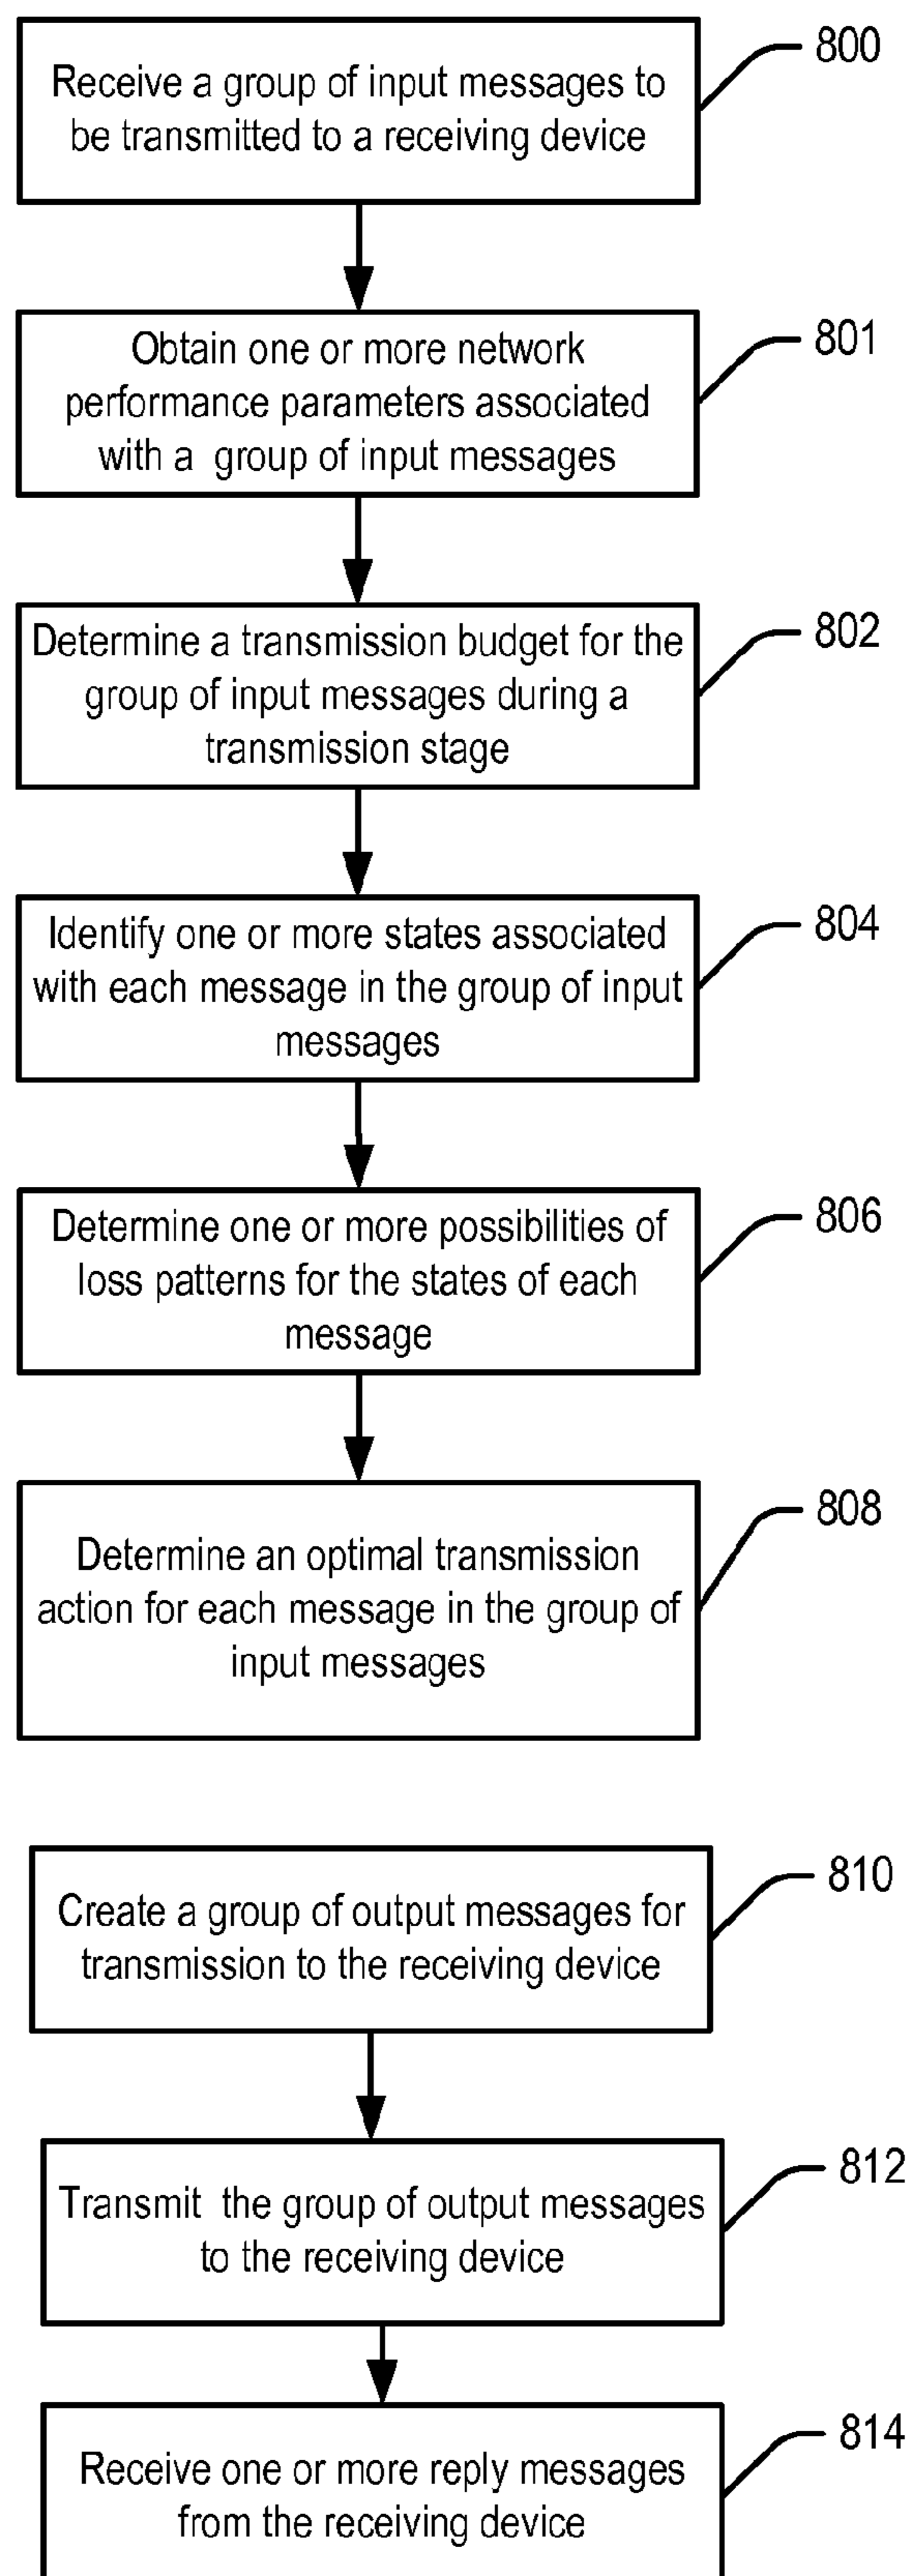 Receive a group of input messages to
be transmitted to a receiving device
800
Obtain one or more network
performance parameters associated
with a  group of input messages
801
Determine a transmission budget for the
group of input messages during a
transmission stage
802
Identify one or more states associated
with each message in the group of input
messages
804
Determine one or more possibilities of
loss patterns for the states of each
message
806
Determine an optimal transmission
action for each message in the group of
input messages
808
Create a group of output messages for
transmission to the receiving device
810
Transmit  the group of output messages
to the receiving device
812
Receive one or more reply messages
from the receiving device
814